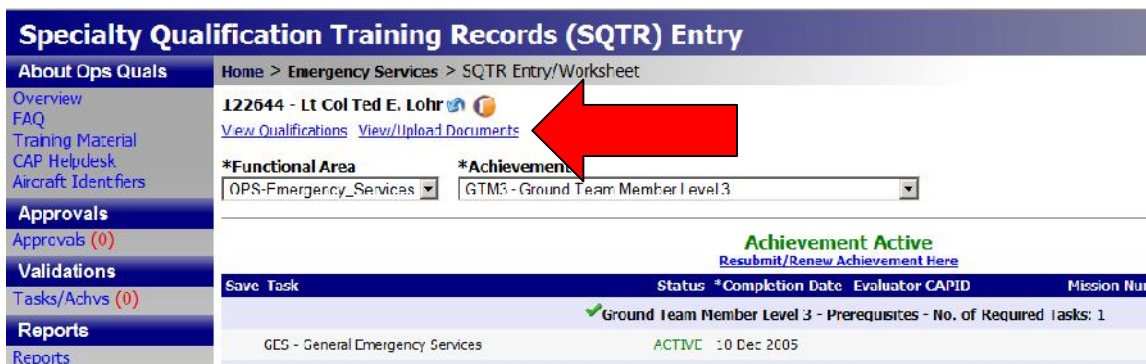 Specialty Qualification Training Records (SQTR) Entry
About Ops Quals
Overview
FAQ
Training Material
CAP Helpdesk
Aircraft Identifiers
Approvals
Approvals (0)
Validations
Tasks/Achvs (0)
Reports
Reports
Home > Emergency Services > SQTR Entry/Worksheet
122644 - Lt Col Ted E. Lohr
View Qualifications View/Upload Documents
*Functional Area *Achievement
OPS-Emergency_Services GTM3 - Ground Team Member Level 3
Achievement Active
Resubmit/Renew Achievement Here
Save Task Status *Completion Date Evaluator CAPID Mission Nu
Ground Team Member Level 3 - Prerequisites - No. of Required Tasks: 1
GES - General Emergency Services ACTIVE 10 Dec 2005